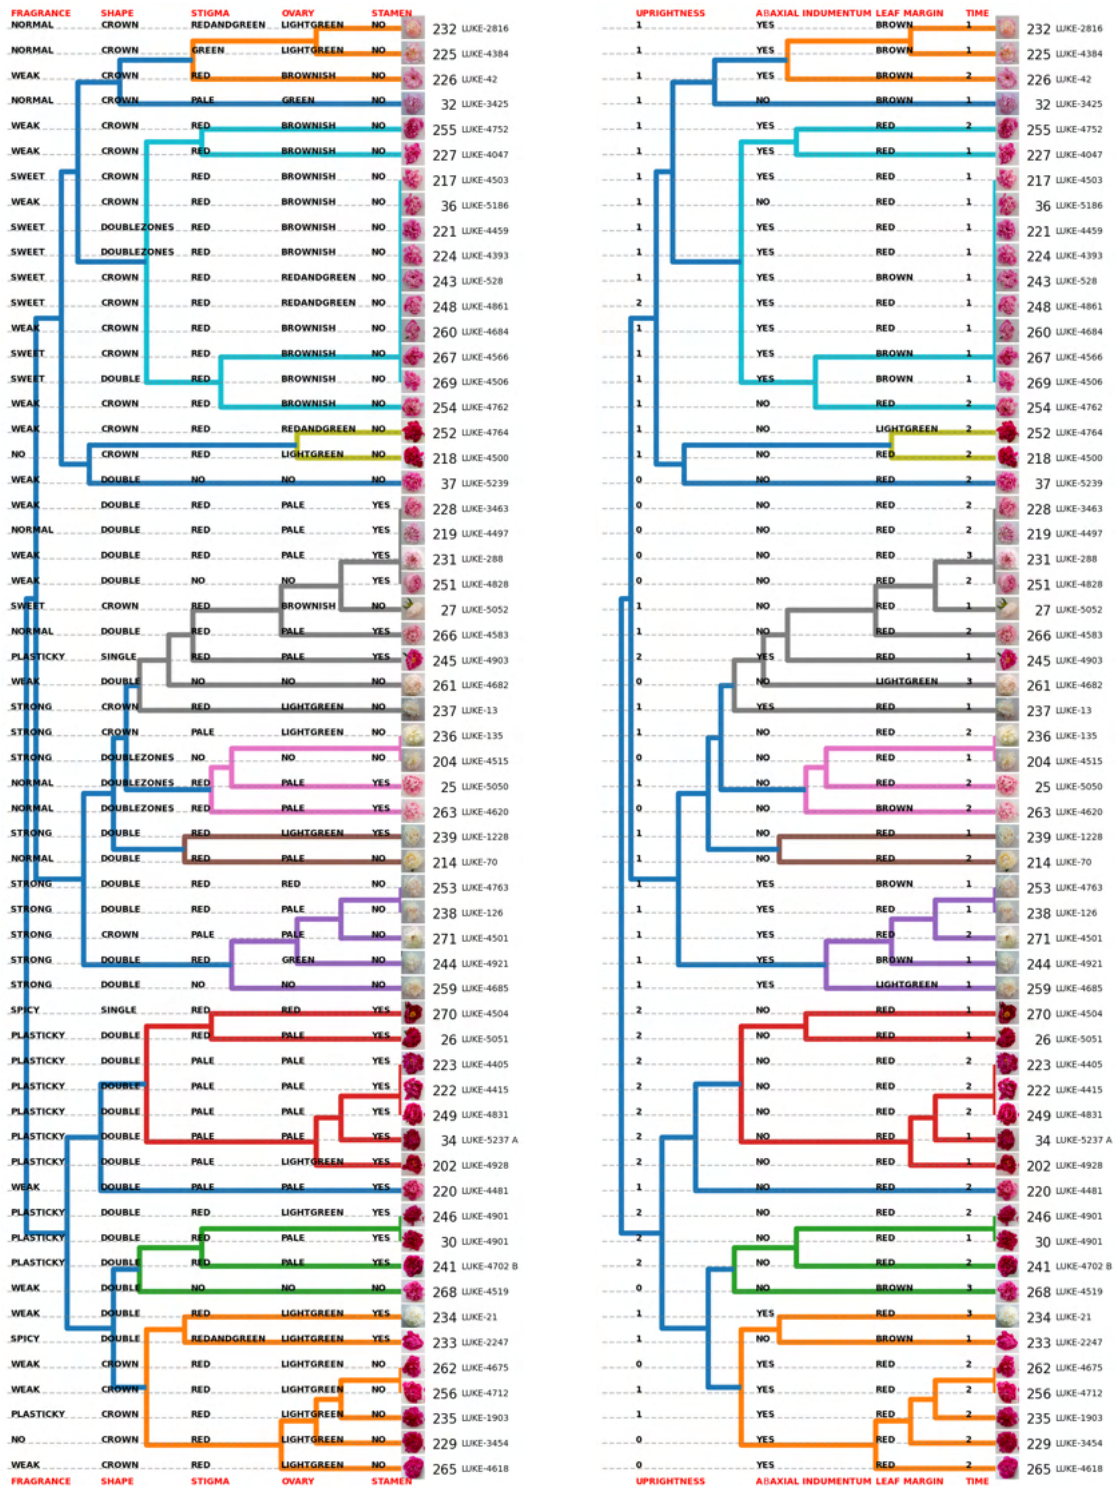 FRAGRANCE SHAPE STIGMA OVARY STAMEN UPRIGHTNESS ABAXIAL INDUMENTUM LEAF MARGIN TIME
NORMAL CROWN REDANDGREEN LIGHTGREEN NO 232 LUKE-2816 1 YES BROWN 1 232 LUKE-2816
NORMAL CROWN GREEN LIGHTGREEN NO 225 LUKE-4384 1 YES BROWN 1 225 LUKE-4384
WEAK CROWN RED BROWNISH NO 226 LUKE-42 1 YES BROWN 2 226 LUKE-42
NORMAL CROWN PALE GREEN NO 32 LUKE-3425 1 NO BROWN 1 32 LUKE-3425
WEAK CROWN RED BROWNISH NO 255 LUKE-4752 1 YES RED 2 255 LUKE-4752
WEAK CROWN RED BROWNISH NO 227 LUKE-4047 1 YES RED 1 227 LUKE-4047
SWEET CROWN RED BROWNISH NO 217 LUKE-4503 1 YES RED 1 217 LUKE-4503
WEAK CROWN RED BROWNISH NO 36 LUKE-5186 1 NO RED 1 36 LUKE-5186
SWEET DOUBLEZONES RED BROWNISH NO 221 LUKE-4459 1 YES RED 1 221 LUKE-4459
SWEET DOUBLEZONES RED BROWNISH NO 224 LUKE-4393 1 YES RED 1 224 LUKE-4393
SWEET CROWN RED REDANDGREEN NO 243 LUKE-528 1 YES BROWN 1 243 LUKE-528
SWEET CROWN RED REDANDGREEN NO 248 LUKE-4861 2 YES RED 1 248 LUKE-4861
WEAK CROWN RED BROWNISH NO 260 LUKE-4684 1 YES RED 1 260 LUKE-4684
SWEET CROWN RED BROWNISH NO 267 LUKE-4566 1 YES BROWN 1 267 LUKE-4566
SWEET DOUBLE RED BROWNISH NO 269 LUKE-4506 1 YES BROWN 1 269 LUKE-4506
WEAK CROWN RED BROWNISH NO 254 LUKE-4762 1 NO RED 2 254 LUKE-4762
WEAK CROWN RED REDANDGREEN NO 252 LUKE-4764 1 NO LIGHTGREEN 2 252 LUKE-4764
NO CROWN RED LIGHTGREEN NO 218 LUKE-4500 1 NO RED 2 218 LUKE-4500
WEAK DOUBLE NO NO NO 37 LUKE-5239 0 NO RED 2 37 LUKE-5239
WEAK DOUBLE RED PALE YES 228 LUKE-3463 0 NO RED 2 228 LUKE-3463
NORMAL DOUBLE RED PALE YES 219 LUKE-4497 0 NO RED 2 219 LUKE-4497
WEAK DOUBLE RED PALE YES 231 LUKE-288 0 NO RED 3 231 LUKE-288
WEAK DOUBLE NO NO YES 251 LUKE-4828 0 NO RED 2 251 LUKE-4828
SWEET CROWN RED BROWNISH NO 27 LUKE-5052 1 NO RED 1 27 LUKE-5052
NORMAL DOUBLE RED PALE YES 266 LUKE-4583 1 NO RED 2 266 LUKE-4583
PLASTICKY SINGLE RED PALE YES 245 LUKE-4903 2 YES RED 1 245 LUKE-4903
WEAK DOUBLE NO NO NO 261 LUKE-4682 0 NO LIGHTGREEN 3 261 LUKE-4682
STRONG CROWN RED LIGHTGREEN NO 237 LUKE-13 1 YES RED 1 237 LUKE-13
STRONG CROWN PALE LIGHTGREEN NO 236 LUKE-135 1 NO RED 1 236 LUKE-135
STRONG DOUBLEZONES NO NO NO 204 LUKE-4515 0 NO RED 1 204 LUKE-4515
NORMAL DOUBLEZONES RED PALE YES 25 LUKE-5050 1 NO RED 2 25 LUKE-5050
NORMAL DOUBLEZONES RED PALE YES 263 LUKE-4620 0 NO BROWN 2 263 LUKE-4620
STRONG DOUBLE RED LIGHTGREEN YES 239 LUKE-1228 1 NO RED 1 239 LUKE-1228
NORMAL DOUBLE RED PALE NO 214 LUKE-70 1 NO RED 2 214 LUKE-70
STRONG DOUBLE RED RED NO 253 LUKE-4763 1 YES BROWN 1 253 LUKE-4763
STRONG DOUBLE RED PALE NO 238 LUKE-126 1 YES RED 1 238 LUKE-126
STRONG CROWN PALE PALE NO 271 LUKE-4501 1 YES RED 2 271 LUKE-4501
STRONG DOUBLE RED GREEN NO 244 LUKE-4921 1 YES BROWN 1 244 LUKE-4921
STRONG DOUBLE NO NO NO 259 LUKE-4685 1 YES LIGHTGREEN 1 259 LUKE-4685
SPICY SINGLE RED RED YES 270 LUKE-4504 2 NO RED 1 270 LUKE-4504
PLASTICKY DOUBLE RED PALE YES 26 LUKE-5051 2 NO RED 1 26 LUKE-5051
PLASTICKY DOUBLE PALE PALE YES 223 LUKE-4405 2 NO RED 2 223 LUKE-4405
PLASTICKY DOUBLE PALE PALE YES 222 LUKE-4415 2 NO RED 2 222 LUKE-4415
PLASTICKY DOUBLE PALE PALE YES 249 LUKE-4831 2 NO RED 2 249 LUKE-4831
PLASTICKY DOUBLE PALE PALE YES 34 LUKE-5237 A 2 NO RED 1 34 LUKE-5237 A
PLASTICKY DOUBLE PALE LIGHTGREEN YES 202 LUKE-4928 2 NO RED 1 202 LUKE-4928
WEAK DOUBLE PALE PALE YES 220 LUKE-4481 1 NO RED 2 220 LUKE-4481
PLASTICKY DOUBLE RED LIGHTGREEN YES 246 LUKE-4901 2 NO RED 2 246 LUKE-4901
PLASTICKY DOUBLE RED PALE YES 30 LUKE-4901 2 NO RED 1 30 LUKE-4901
PLASTICKY DOUBLE RED PALE YES 241 LUKE-4702 B 2 NO RED 2 241 LUKE-4702 B
WEAK DOUBLE NO NO NO 268 LUKE-4519 0 NO BROWN 3 268 LUKE-4519
WEAK DOUBLE RED LIGHTGREEN YES 234 LUKE-21 1 YES RED 3 234 LUKE-21
SPICY DOUBLE REDANDGREEN LIGHTGREEN YES 233 LUKE-2247 1 NO BROWN 1 233 LUKE-2247
WEAK CROWN RED LIGHTGREEN NO 262 LUKE-4675 0 YES RED 2 262 LUKE-4675
WEAK CROWN RED LIGHTGREEN NO 256 LUKE-4712 1 YES RED 2 256 LUKE-4712
PLASTICKY CROWN RED LIGHTGREEN NO 235 LUKE-1903 1 YES RED 2 235 LUKE-1903
NO CROWN RED LIGHTGREEN NO 229 LUKE-3454 0 YES RED 2 229 LUKE-3454
WEAK CROWN RED LIGHTGREEN NO 265 LUKE-4618 0 YES RED 2 265 LUKE-4618
FRAGRANCE SHAPE STIGMA OVARY STAMEN UPRIGHTNESS ABAXIAL INDUMENTUM LEAF MARGIN TIME